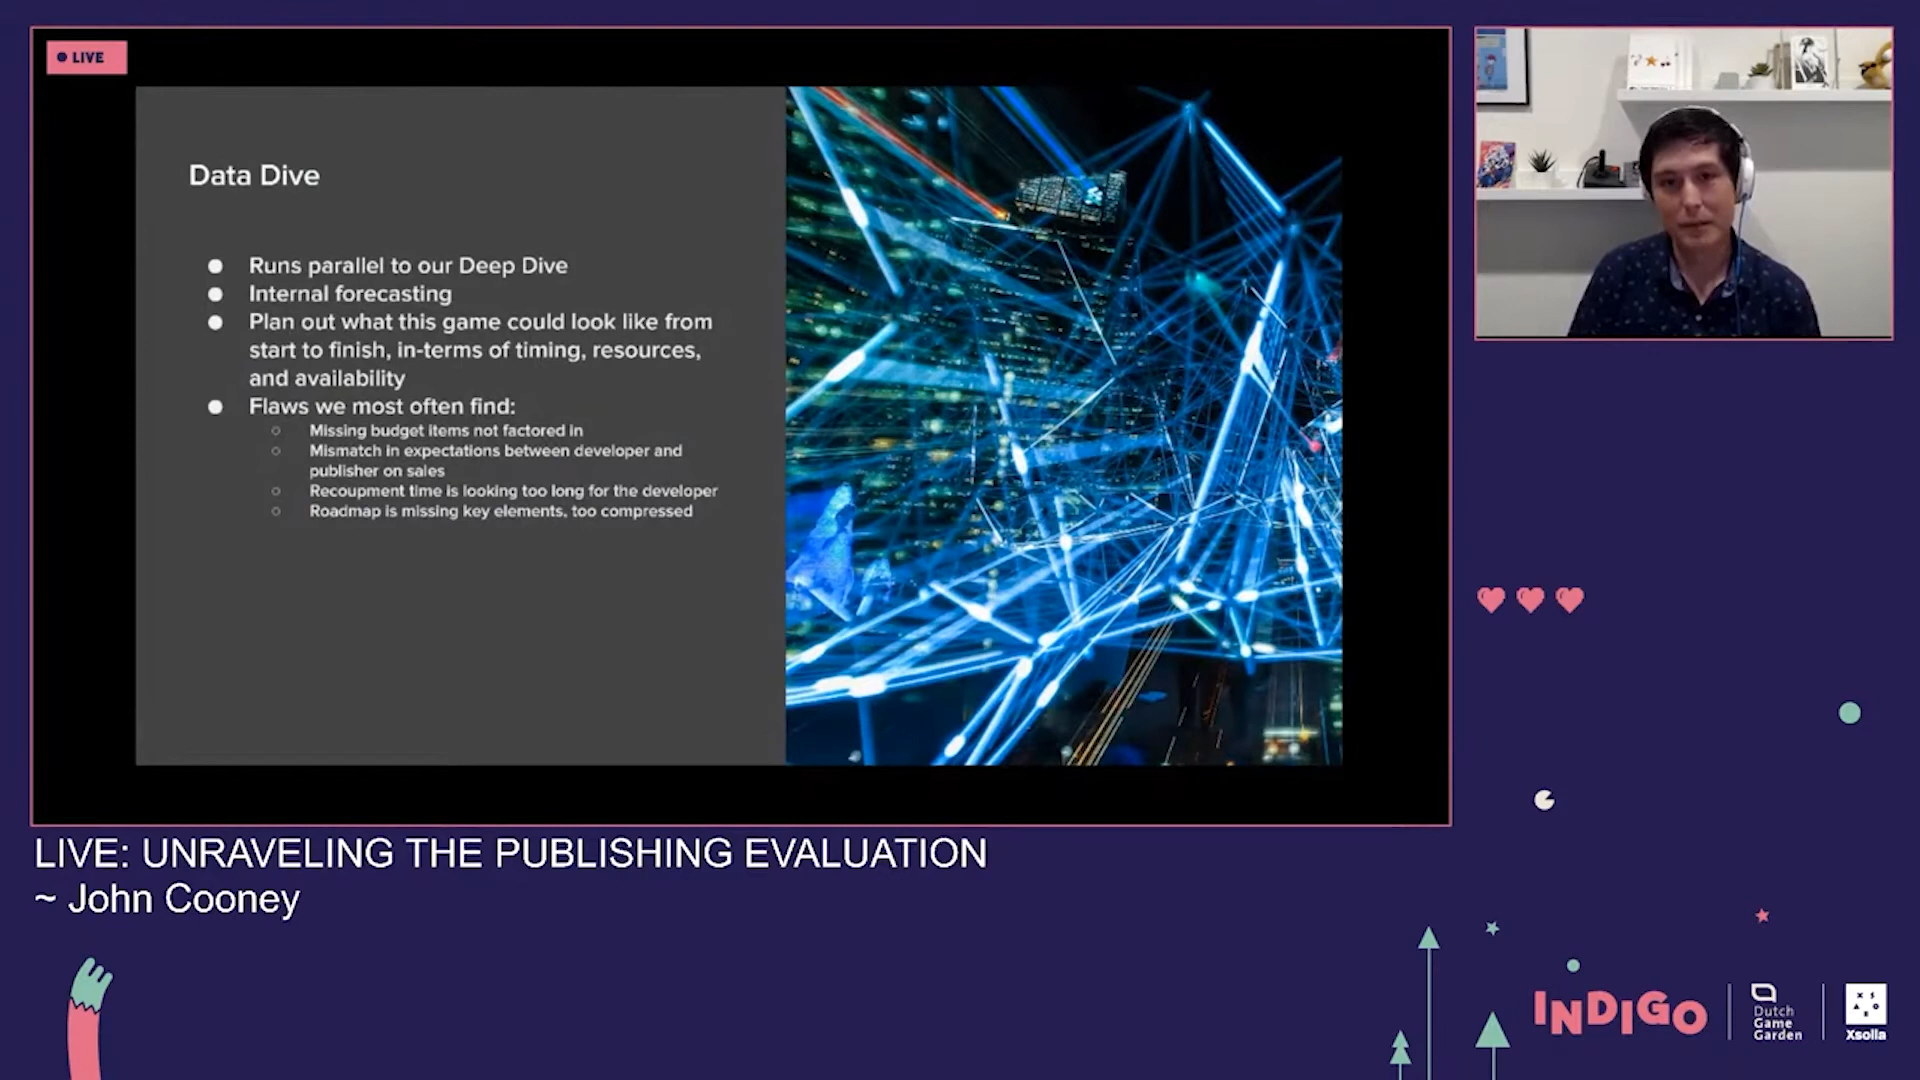 LIVE
Data Dive
Runs parallel to our Deep Dive
Internal forecasting
Plan out what this game could look like from
start to finish, in-terms of timing, resources,
and availability
Flaws we most often find:
Missing budget items not factored in
Mismatch in expectations between developer and
publisher on sales
Recoupment time is looking too long for the developer
Roadmap is missing key elements, too compressed
LIVE: UNRAVELING THE PUBLISHING EVALUATION
~ John Cooney
INDIGO
Dutch
Game
Garden
Xsolla